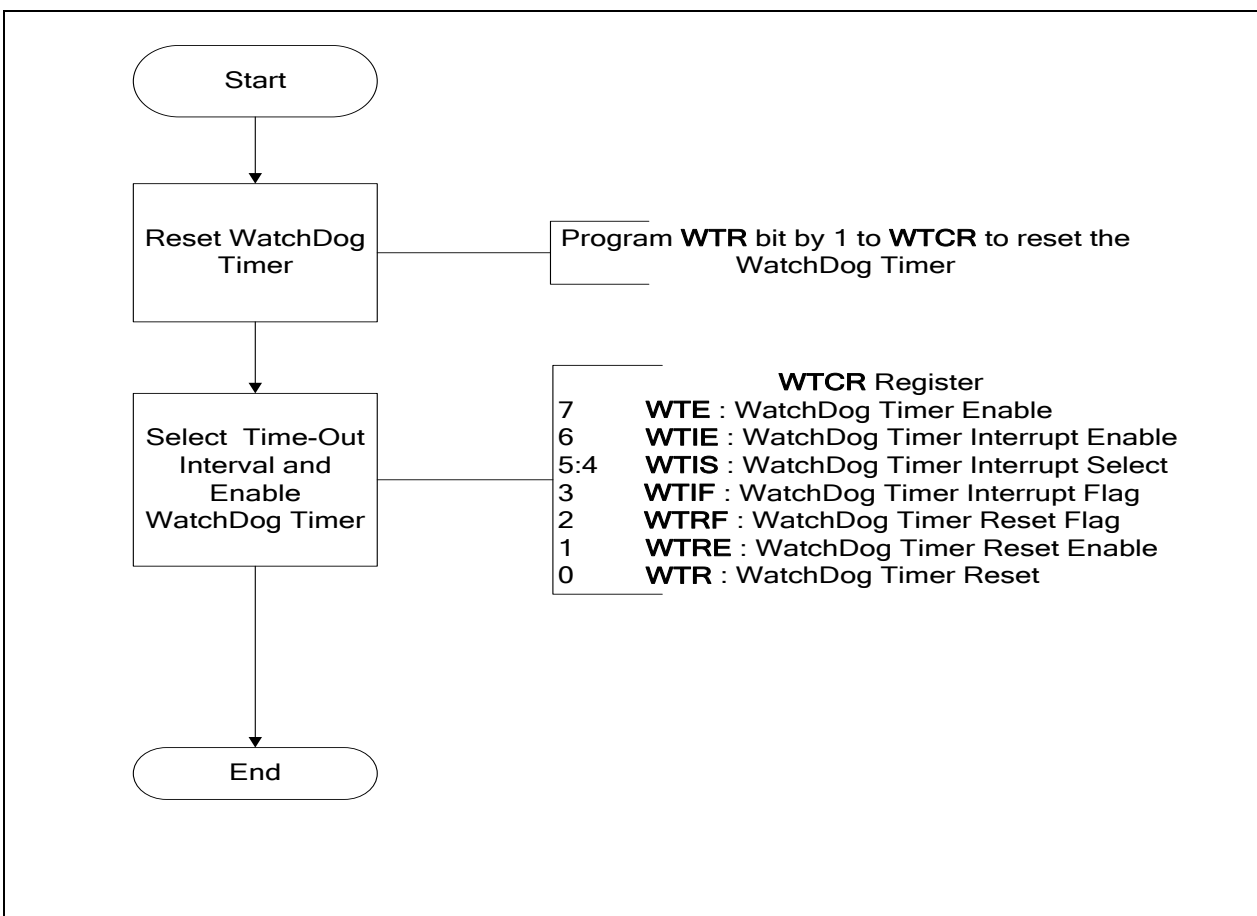 Start
Reset WatchDog
Timer
Program WTR bit by 1 to WTCR to reset the
WatchDog Timer
Select Time-Out
Interval and
Enable
WatchDog Timer
WTCR Register
7 WTE : WatchDog Timer Enable
6 WTIE : WatchDog Timer Interrupt Enable
5:4 WTIS : WatchDog Timer Interrupt Select
3 WTIF : WatchDog Timer Interrupt Flag
2 WTRF : WatchDog Timer Reset Flag
1 WTRE : WatchDog Timer Reset Enable
0 WTR : WatchDog Timer Reset
End